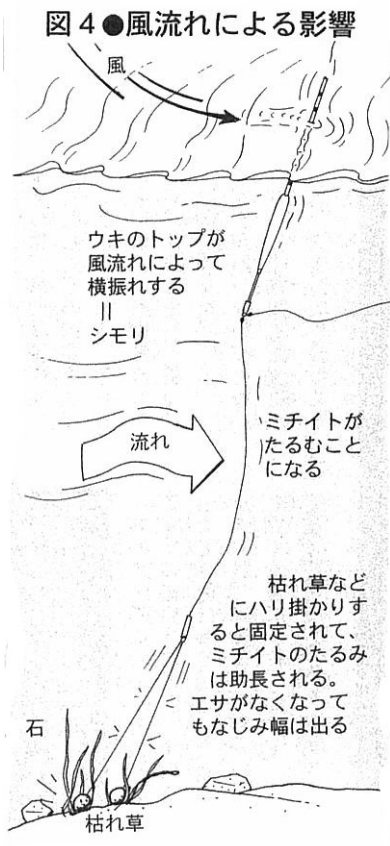 図4●風流れによる影響
風
ウキのトップが
風流れによって
横振れする
||
シモリ
流れ
ミチイトが
たるむこと
になる
枯れ草など
にハリ掛かりす
ると固定されて、
ミチイトのたるみ
は助長される。
エサがなくなって
もなじみ幅は出る
石
枯れ草